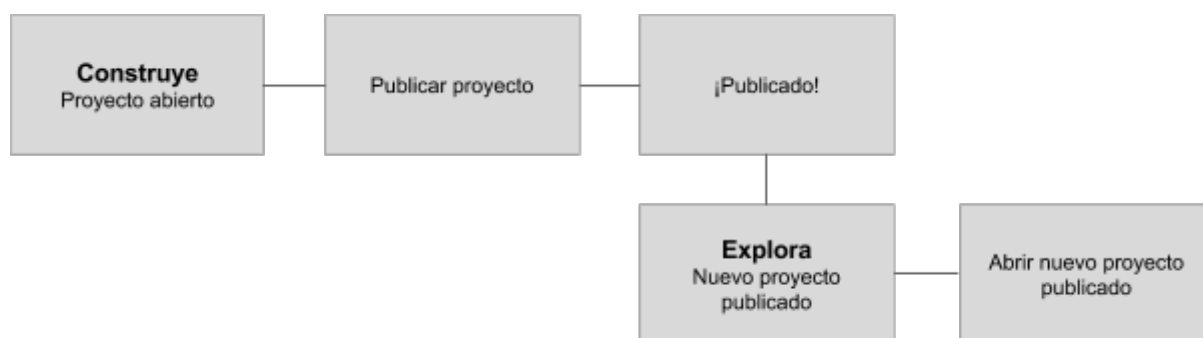 Construye
Proyecto abierto
Publicar proyecto
¡Publicado!
Explora
Nuevo proyecto
publicado
Abrir nuevo proyecto
publicado